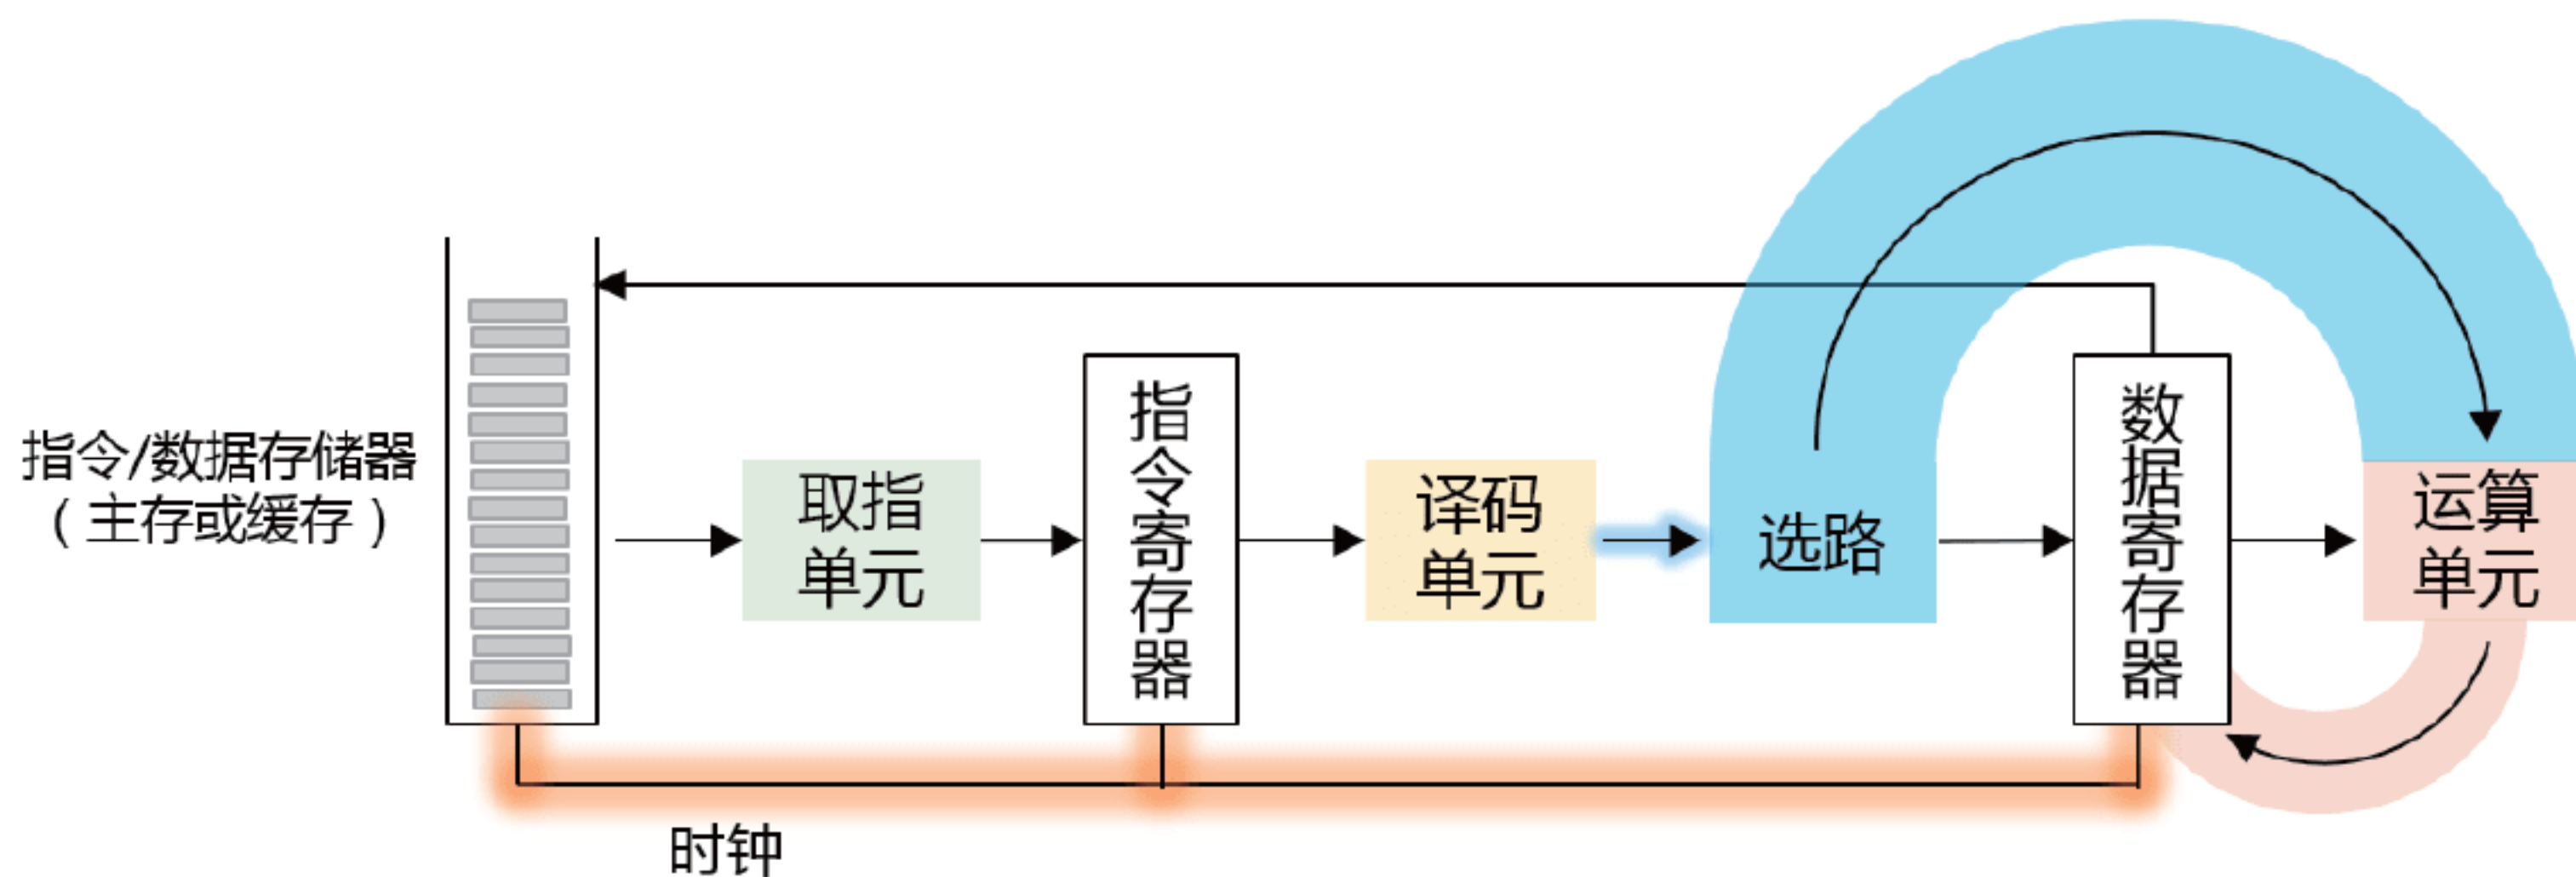 指令/数据存储器
（主存或缓存）
取指
单元
指令寄存器
译码
单元
选路
数据寄存器
运算
单元
时钟